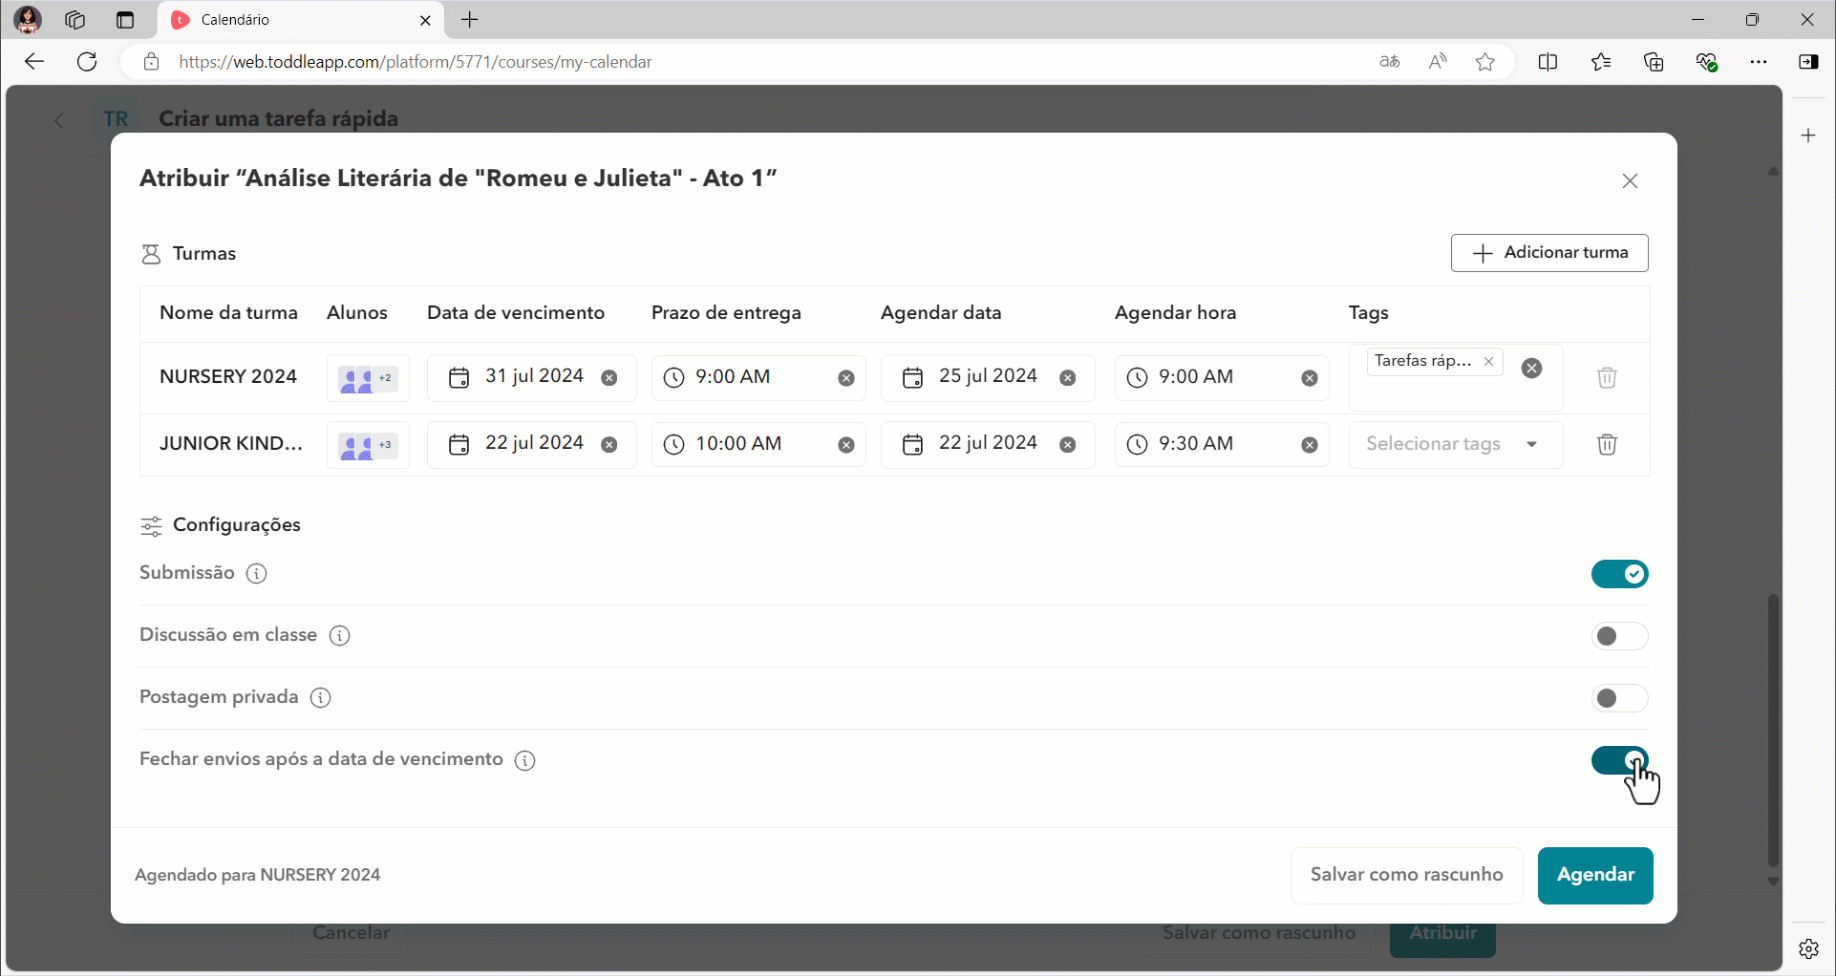 Calendário
https://web.toddleapp.com/platform/5771/courses/my-calendar
TR Criar uma tarefa rápida
Atribuir “Análise Literária de "Romeu e Julieta" - Ato 1”
Turmas
Adicionar turma
Nome da turma Alunos Data de vencimento Prazo de entrega Agendar data Agendar hora Tags
NURSERY 2024 +2 31 jul 2024 9:00 AM 25 jul 2024 9:00 AM Tarefas ráp...
JUNIOR KIND... +3 22 jul 2024 10:00 AM 22 jul 2024 9:30 AM Selecionar tags
Configurações
Submissão
Discussão em classe
Postagem privada
Fechar envios após a data de vencimento
Agendado para NURSERY 2024
Salvar como rascunho
Agendar
Cancelar
Salvar como rascunho
Atribuir